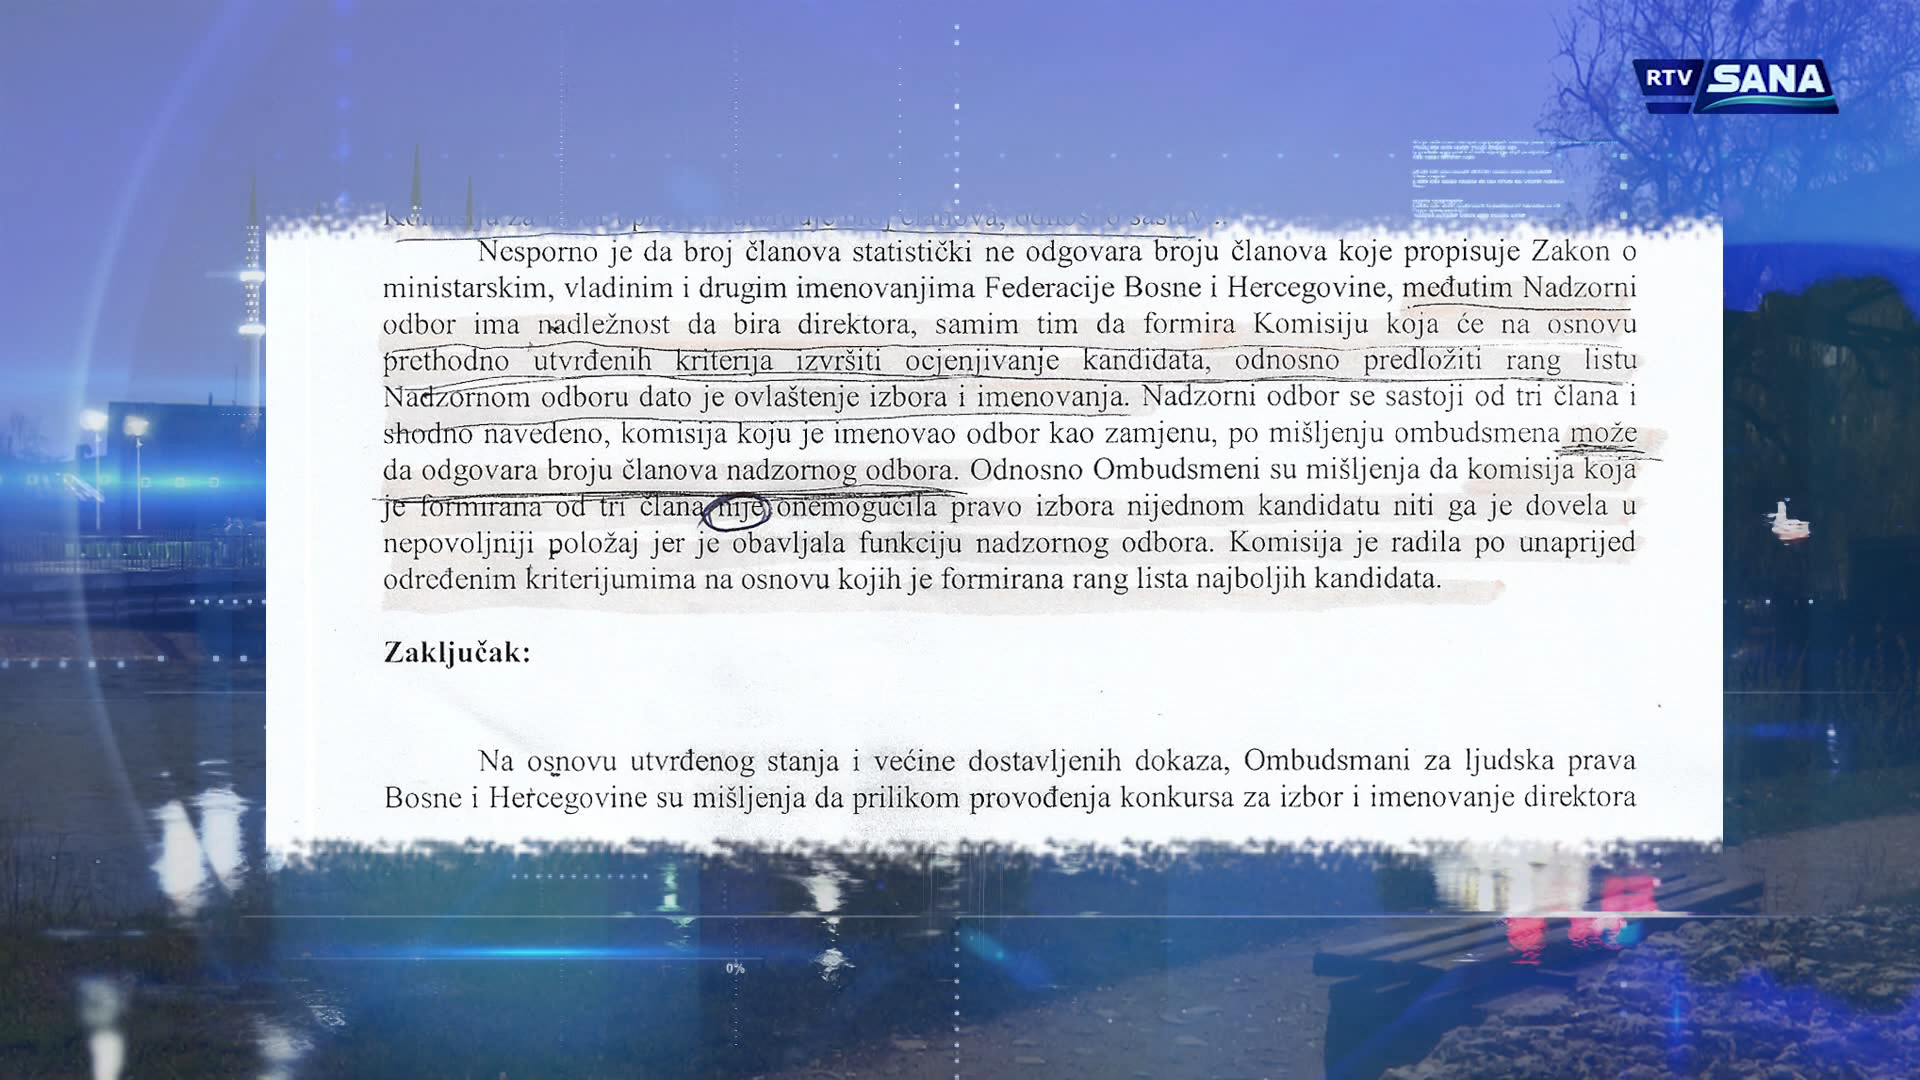 RTV SANA
Nesporno je da broj članova statistički ne odgovara broju članova koje propisuje Zakon o
ministarskim, vladinim i drugim imenovanjima Federacije Bosne i Hercegovine, međutim Nadzorni
odbor ima nadležnost da bira direktora, samim tim da formira Komisiju koja će na osnovu
prethodno utvrđenih kriterija izvršiti ocjenjivanje kandidata, odnosno predložiti rang listu
Nadzornom odboru dato je ovlaštenje izbora i imenovanja. Nadzorni odbor se sastoji od tri člana i
shodno navedeno, komisija koju je imenovao odbor kao zamjenu, po mišljenju ombudsmena može
da odgovara broju članova nadzornog odbora. Odnosno Ombudsmeni su mišljenja da komisija koja
je formirana od tri člana nije onemogućila pravo izbora nijednom kandidatu niti ga je dovela u
nepovoljniji položaj jer je obavljala funkciju nadzornog odbora. Komisija je radila po unaprijed
određenim kriterijumima na osnovu kojih je formirana rang lista najboljih kandidata.
Zaključak:
Na osnovu utvrđenog stanja i većine dostavljenih dokaza, Ombudsmani za ljudska prava
Bosne i Hercegovine su mišljenja da prilikom provođenja konkursa za izbor i imenovanje direktora
0%